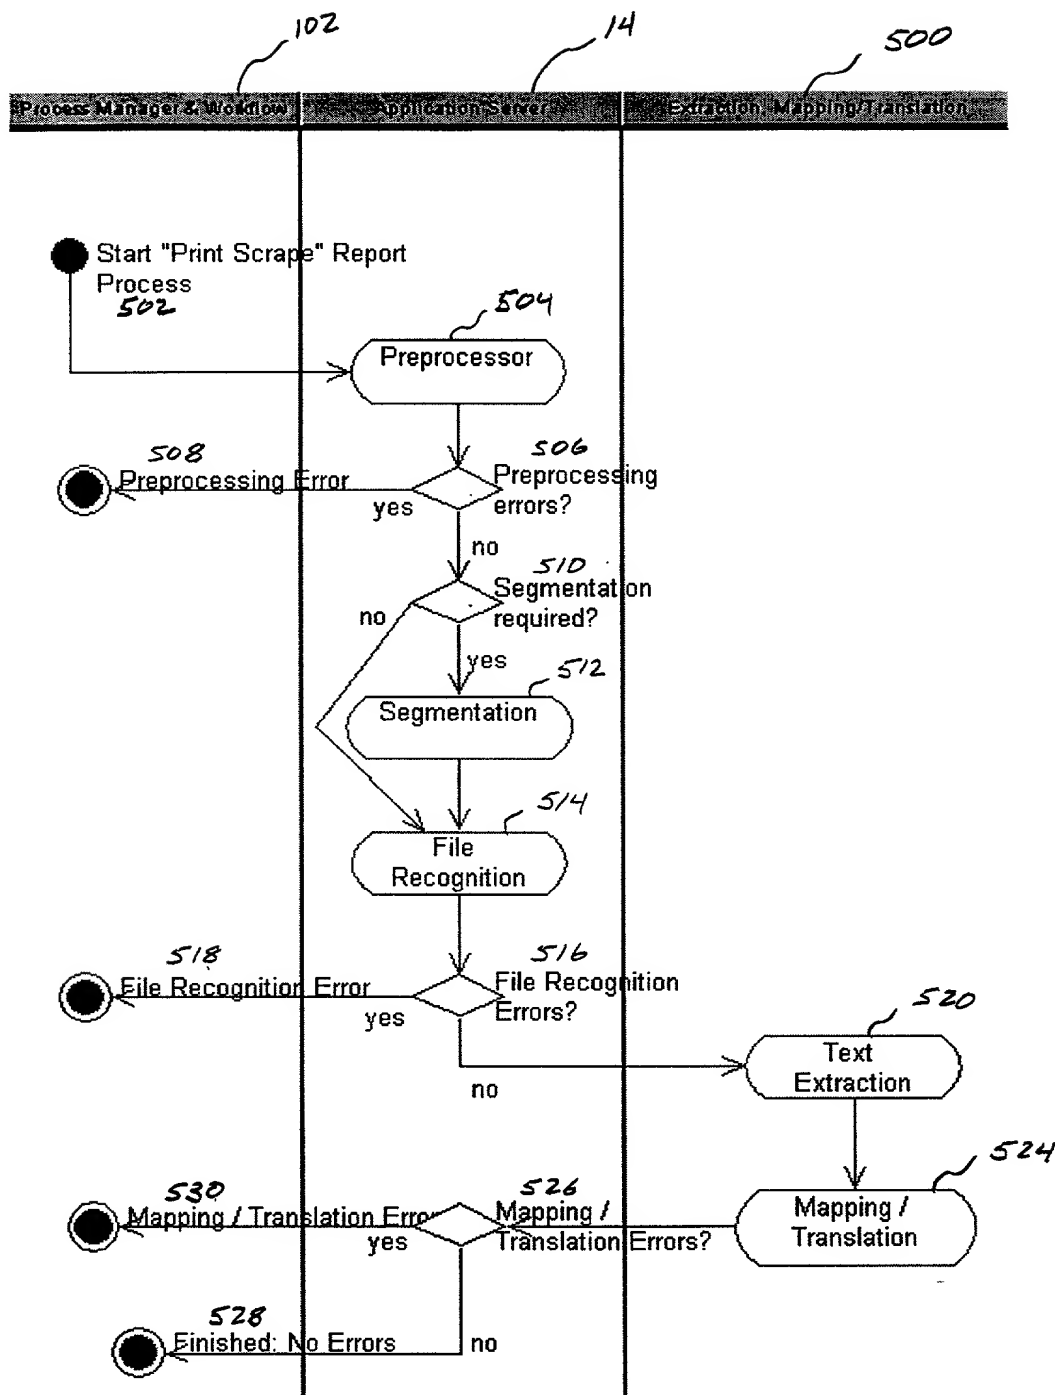 102
14
500
Process Manager & Workflow
Application Server
Extraction, Mapping/Translation
Start "Print Scrape" Report
Process
502
504
Preprocessor
508
Preprocessing Error
506
Preprocessing
errors?
yes
no
510
Segmentation
required?
no
yes
512
Segmentation
514
File
Recognition
518
File Recognition Error
516
File Recognition
Errors?
yes
no
520
Text
Extraction
524
Mapping /
Translation
530
Mapping / Translation Error
526
Mapping /
Translation Errors?
yes
528
Finished: No Errors
no